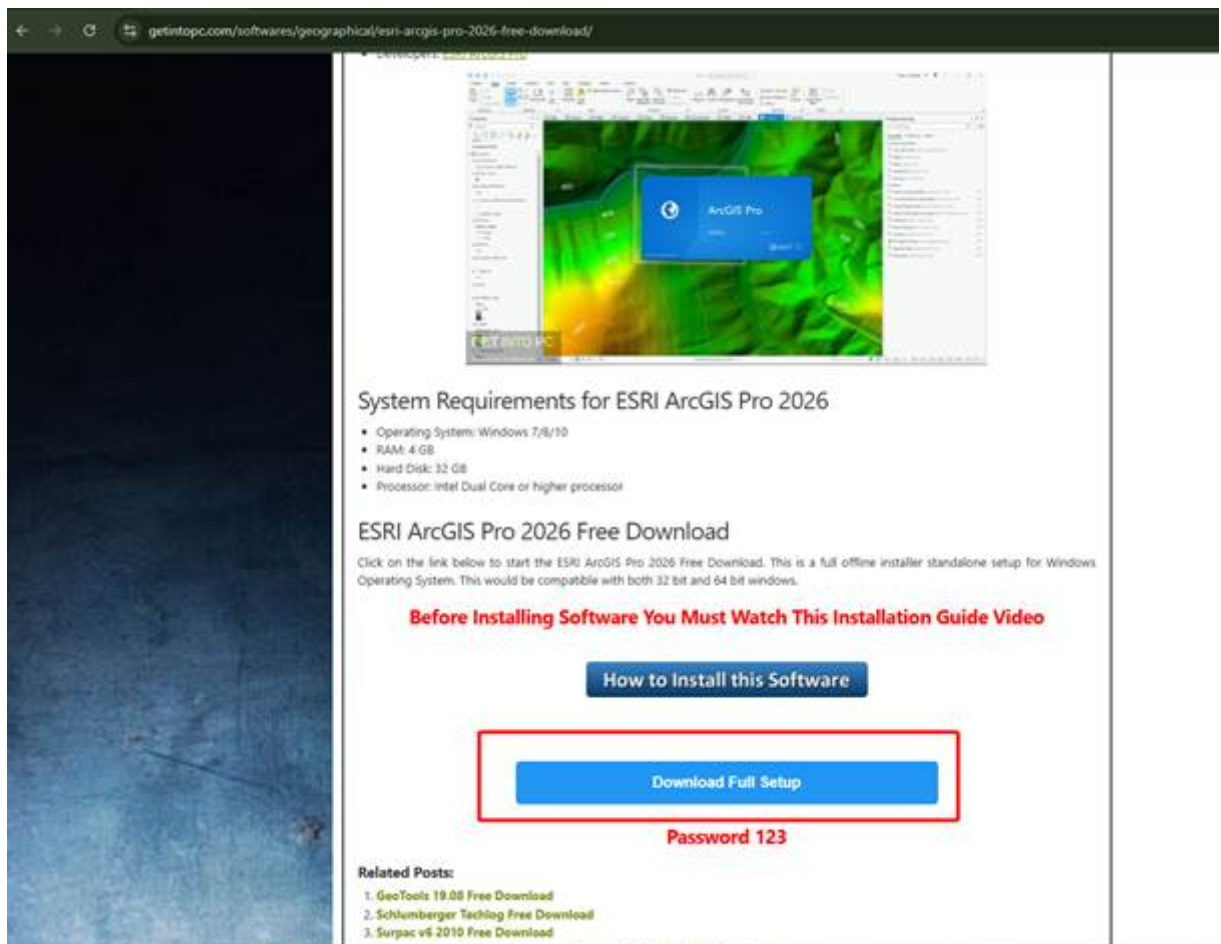 getintopc.com/softwares/geographical/esri-arcgis-pro-2026-free-download/
Developers: ESRI ArcGIS Pro
ArcGIS Pro
GET INTO PC
System Requirements for ESRI ArcGIS Pro 2026
Operating System: Windows 7/8/10
RAM: 4 GB
Hard Disk: 32 GB
Processor: Intel Dual Core or higher processor
ESRI ArcGIS Pro 2026 Free Download
Click on the link below to start the ESRI ArcGIS Pro 2026 Free Download. This is a full offline installer standalone setup for Windows
Operating System. This would be compatible with both 32 bit and 64 bit windows.
Before Installing Software You Must Watch This Installation Guide Video
How to Install this Software
Download Full Setup
Password 123
Related Posts:
1. GeoTools 19.08 Free Download
2. Schlumberger Techlog Free Download
3. Surpac v6 2010 Free Download